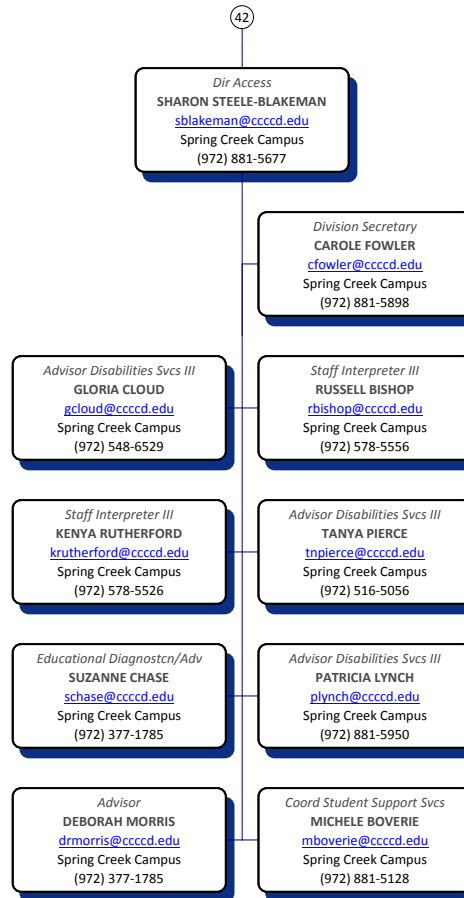 42
Dir Access
SHARON STEELE-BLAKEMAN
sblakeman@ccccd.edu
Spring Creek Campus
(972) 881-5677
Division Secretary
CAROLE FOWLER
cfowler@ccccd.edu
Spring Creek Campus
(972) 881-5898
Advisor Disabilities Svcs III
GLORIA CLOUD
gcloud@ccccd.edu
Spring Creek Campus
(972) 548-6529
Staff Interpreter III
RUSSELL BISHOP
rbishop@ccccd.edu
Spring Creek Campus
(972) 578-5556
Staff Interpreter III
KENYA RUTHERFORD
krutherford@ccccd.edu
Spring Creek Campus
(972) 578-5526
Advisor Disabilities Svcs III
TANYA PIERCE
tnpierce@ccccd.edu
Spring Creek Campus
(972) 516-5056
Educational Diagnostcn/Adv
SUZANNE CHASE
schase@ccccd.edu
Spring Creek Campus
(972) 377-1785
Advisor Disabilities Svcs III
PATRICIA LYNCH
plynch@ccccd.edu
Spring Creek Campus
(972) 881-5950
Advisor
DEBORAH MORRIS
drmorris@ccccd.edu
Spring Creek Campus
(972) 377-1785
Coord Student Support Svcs
MICHELE BOVERIE
mboverie@ccccd.edu
Spring Creek Campus
(972) 881-5128